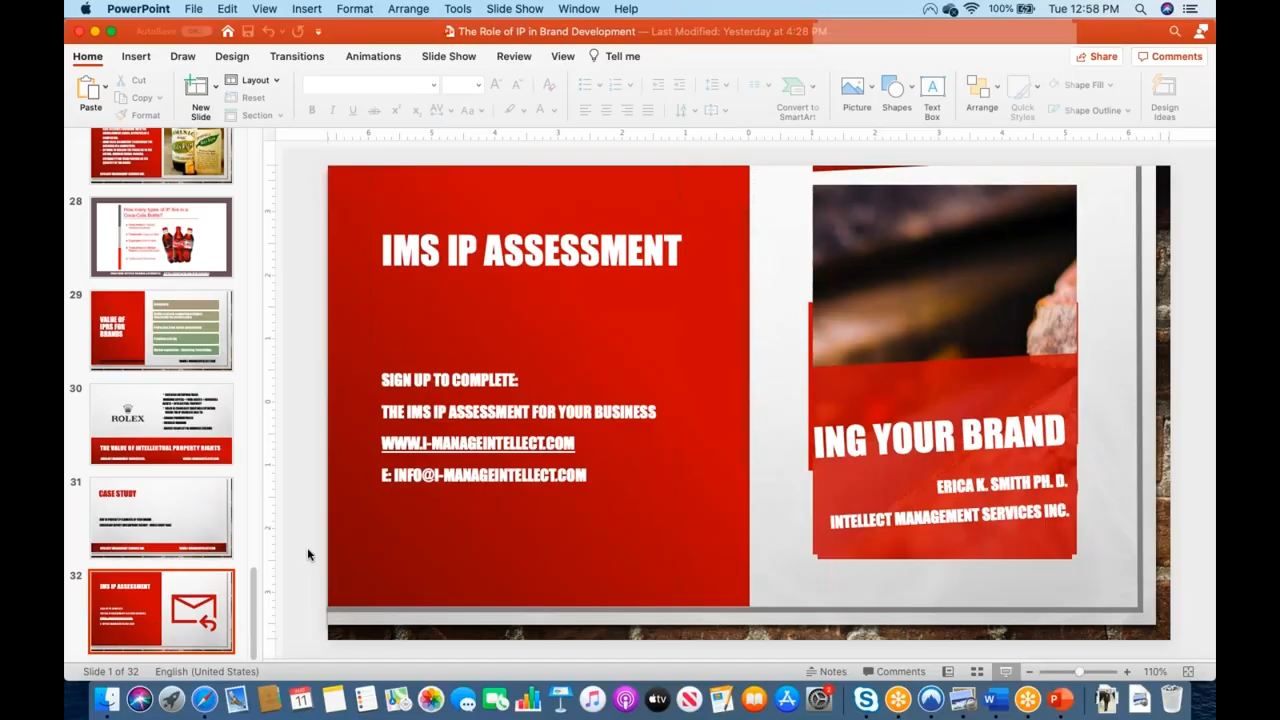 PowerPoint File Edit View Insert Format Arrange Tools Slide Show Window Help 100% Tue 12:58 PM
AutoSave The Role of IP in Brand Development — Last Modified: Yesterday at 4:28 PM
Home Insert Draw Design Transitions Animations Slide Show Review View Tell me Share Comments
Paste Cut Copy Format
New Slide Layout Reset Section
Convert to SmartArt
Picture Shapes Text Box Arrange Quick Styles Shape Fill Shape Outline Design Ideas
28
How many types of IP
Coca-Cola Bottle?
29
VALUE OF
IPRS FOR
BRANDS
30
ROLEX
THE VALUE OF INTELLECTUAL PROPERTY RIGHTS
31
CASE STUDY
32
IMS IP ASSESSMENT
IMS IP ASSESSMENT
SIGN UP TO COMPLETE:
THE IMS IP ASSESSMENT FOR YOUR BUSINESS
WWW.I-MANAGEINTELLECT.COM
E: INFO@I-MANAGEINTELLECT.COM
ING YOUR BRAND
ERICA K. SMITH PH. D.
INTELLECT MANAGEMENT SERVICES INC.
Slide 1 of 32 English (United States) Notes Comments 110%
tv